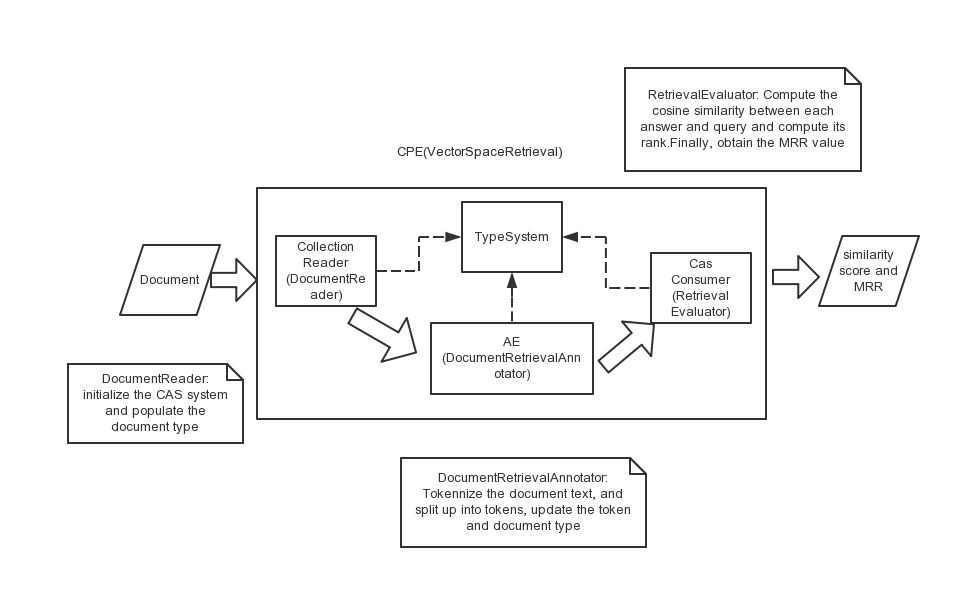 RetrievalEvaluator: Compute the
cosine similarity between each
answer and query and compute its
rank.Finally, obtain the MRR value
CPE(VectorSpaceRetrieval)
Document
Collection
Reader
(DocumentRe
ader)
TypeSystem
Cas
Consumer
(Retrieval
Evaluator)
similarity
score and
MRR
AE
(DocumentRetrievalAnn
otator)
DocumentReader:
initialize the CAS system
and populate the
document type
DocumentRetrievalAnnotator:
Tokennize the document text, and
split up into tokens, update the token
and document type